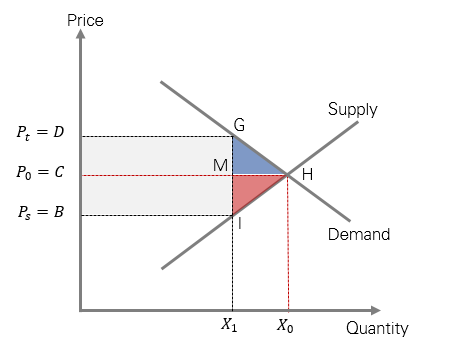 Price
G
Supply
P_t = D
M
P_0 = C
H
P_s = B
I
Demand
X_1
X_0
Quantity